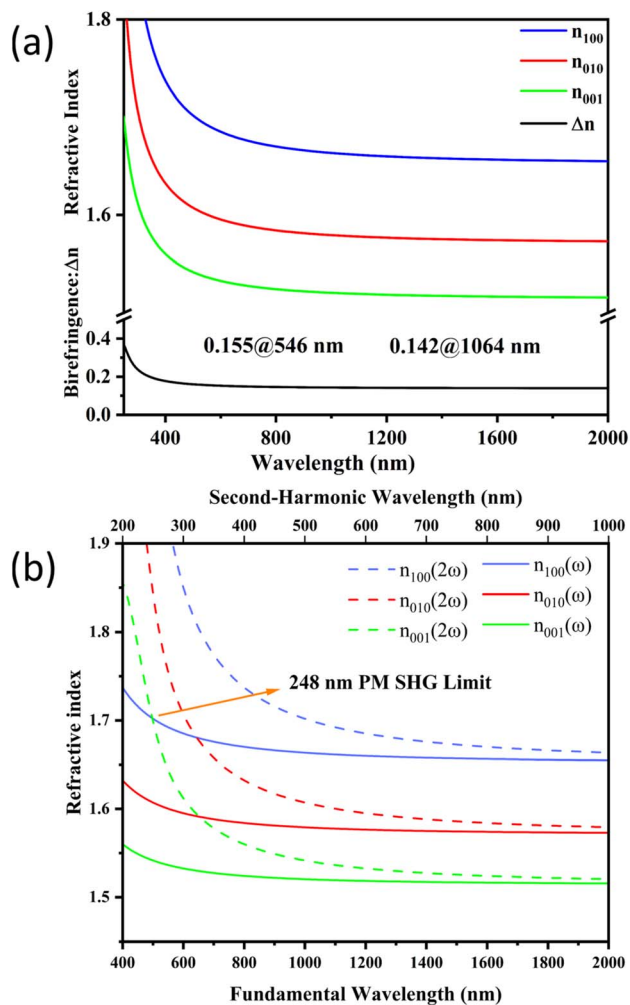 (a)
1.8
n100
n010
n001
Δn
Refractive Index
1.6
Birefringence:Δn
0.4
0.155@546 nm
0.142@1064 nm
0.2
0.0
400
800
1200
1600
2000
Wavelength (nm)
Second-Harmonic Wavelength (nm)
200
300
400
500
600
700
800
900
1000
(b)
1.9
n100(2ω)
n100(ω)
n010(2ω)
n010(ω)
n001(2ω)
n001(ω)
1.8
248 nm PM SHG Limit
1.7
Refractive index
1.6
1.5
400
600
800
1000
1200
1400
1600
1800
2000
Fundamental Wavelength (nm)